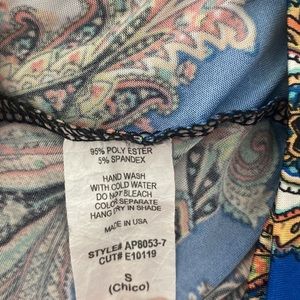 95% POLYESTER
5% SPANDEX
HAND WASH
WITH COLD WATER
DO NOT BLEACH
COLOR SEPARATE
HANG DRY IN SHADE
MADE IN USA
STYLE# AP8053-7
CUT# E10119
S
(Chico)